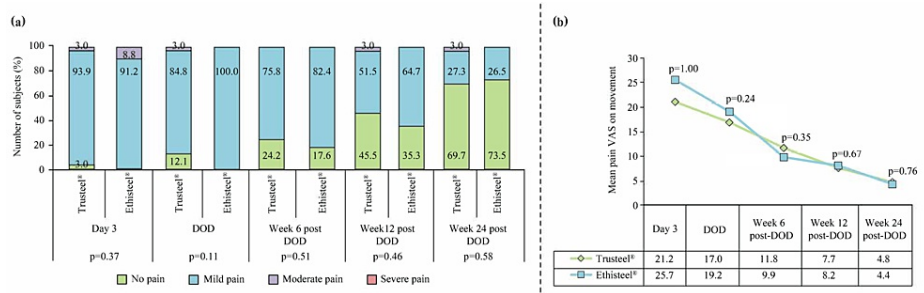 (a)
Number of subjects (%)
100
80
60
40
20
0
3.0
93.9
3.0
8.8
91.2
3.0
84.8
12.1
100.0
75.8
24.2
82.4
17.6
3.0
51.5
45.5
64.7
35.3
3.0
27.3
69.7
26.5
73.5
Trusteel® Ethisteel® Trusteel® Ethisteel® Trusteel® Ethisteel® Trusteel® Ethisteel® Trusteel® Ethisteel®
Day 3 DOD Week 6 post DOD Week12 post DOD Week 24 post DOD
p=0.37 p=0.11 p=0.51 p=0.46 p=0.58
No pain Mild pain Moderate pain Severe pain
(b)
Mean pain VAS on movement
30
25
20
15
10
5
0
p=1.00
p=0.24
p=0.35
p=0.67
p=0.76
Day 3 DOD Week 6 post-DOD Week 12 post-DOD Week 24 post-DOD
Trusteel® 21.2 17.0 11.8 7.7 4.8
Ethisteel® 25.7 19.2 9.9 8.2 4.4